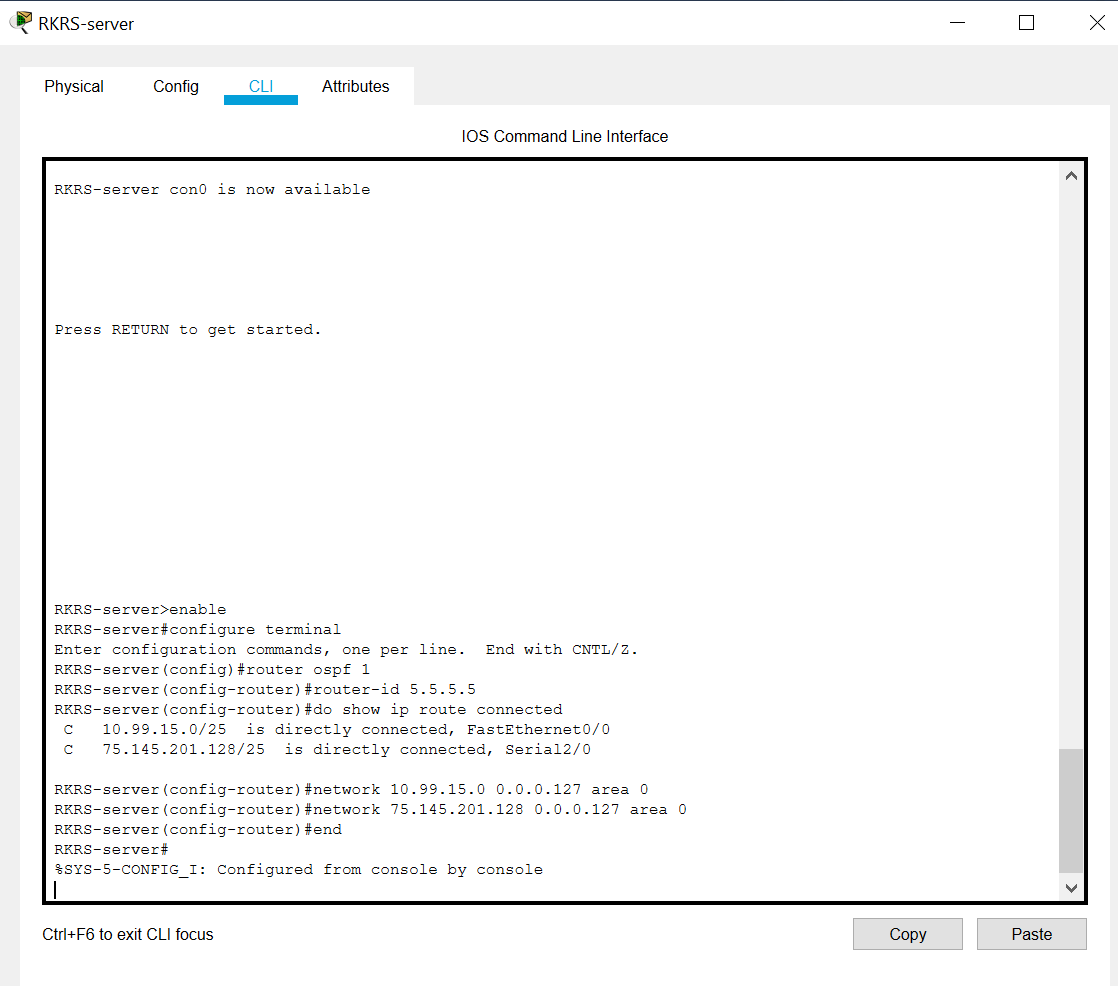 RKRS-server
Physical Config CLI Attributes
IOS Command Line Interface
RKRS-server con0 is now available
Press RETURN to get started.
RKRS-server>enable
RKRS-server#configure terminal
Enter configuration commands, one per line.  End with CNTL/Z.
RKRS-server(config)#router ospf 1
RKRS-server(config-router)#router-id 5.5.5.5
RKRS-server(config-router)#do show ip route connected
 C   10.99.15.0/25  is directly connected, FastEthernet0/0
 C   75.145.201.128/25  is directly connected, Serial2/0
RKRS-server(config-router)#network 10.99.15.0 0.0.0.127 area 0
RKRS-server(config-router)#network 75.145.201.128 0.0.0.127 area 0
RKRS-server(config-router)#end
RKRS-server#
%SYS-5-CONFIG_I: Configured from console by console
Ctrl+F6 to exit CLI focus
Copy Paste